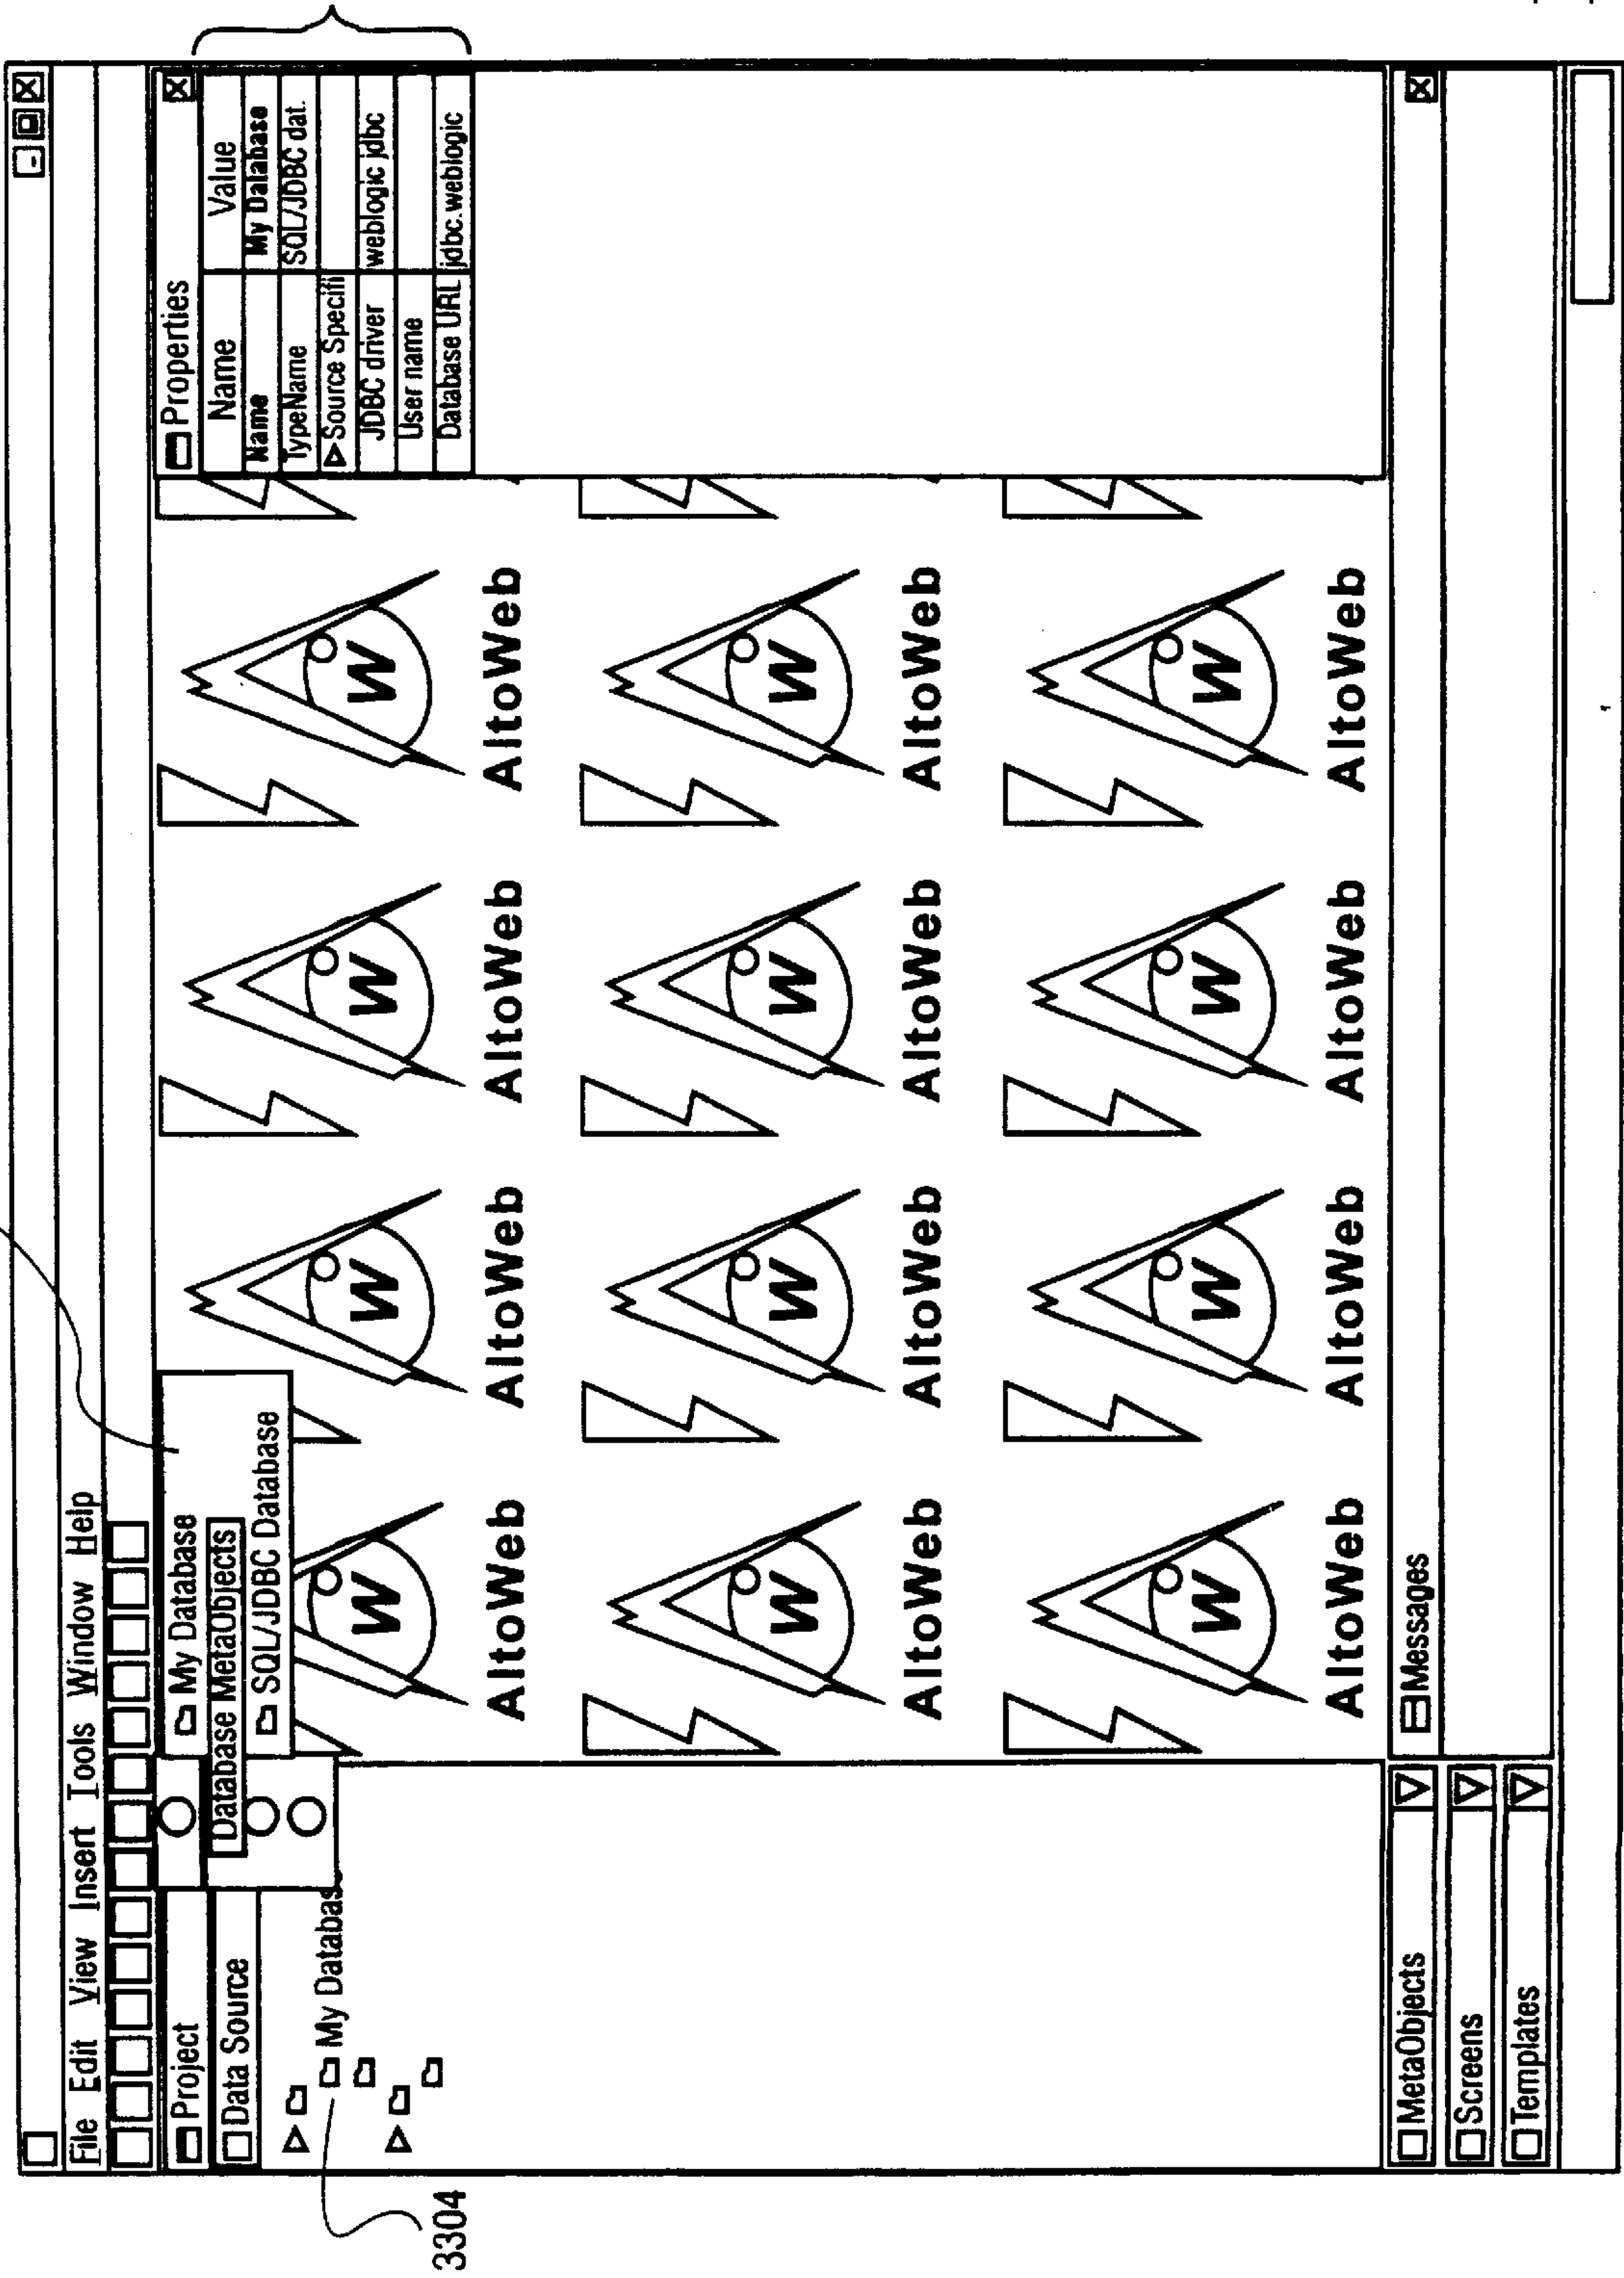 File Edit View Insert Tools Window Help
Project
Data Source
My Databas
My Database
Database MetaObjects
SQL/JDBC Database
Properties
Name Value
Name My Database
TypeName SQL/JDBC dat.
Source Specifi
JDBC driver weblogic jdbc
User name
Database URL jdbc.weblogic
W W W W
AltoWeb AltoWeb AltoWeb AltoWeb
W W W W
AltoWeb AltoWeb AltoWeb AltoWeb
W W W W
AltoWeb AltoWeb AltoWeb AltoWeb
MetaObjects
Screens
Templates
Messages
3304